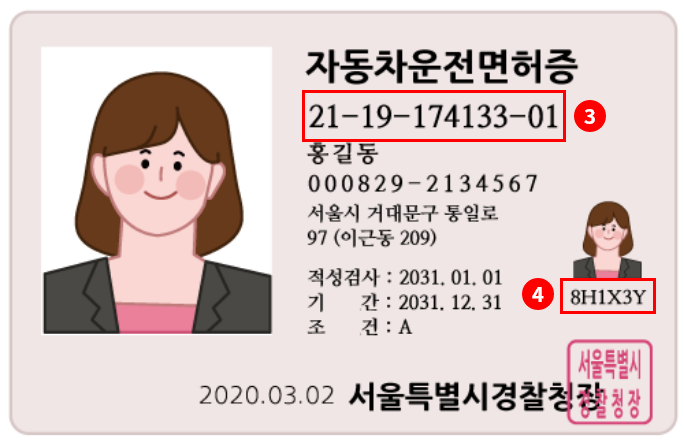 자동차운전면허증
21-19-174133-01
3
홍길동
000829-2134567
서울시 거대문구 통일로
97 (이근동 209)
적성검사 : 2031. 01. 01
기 간 : 2031. 12. 31
조 건 : A
4
8H1X3Y
2020.03.02 서울특별시경찰청장
서울특별시
경찰청장